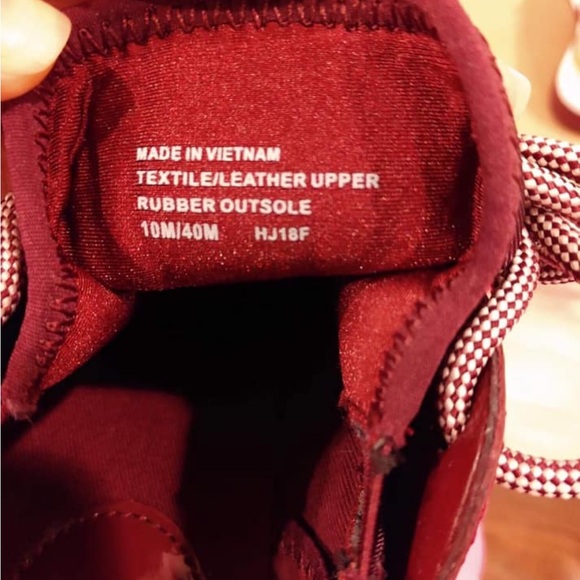 MADE IN VIETNAM
TEXTILE/LEATHER UPPER
RUBBER OUTSOLE
10M/40M HJ18F